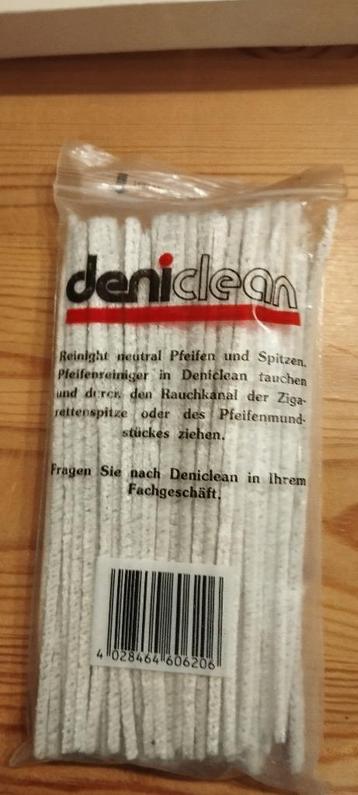 deniclean
Reinight neutral Pfeifen und Spitzen.
Pfeifenreiniger in Deniclean tauchen
und durch den Rauchkanal der Ziga-
rettenspitze oder des Pfeifenmund-
stückes ziehen.
Fragen Sie nach Deniclean in Ihrem
Fachgeschäft.
4 028464 606206